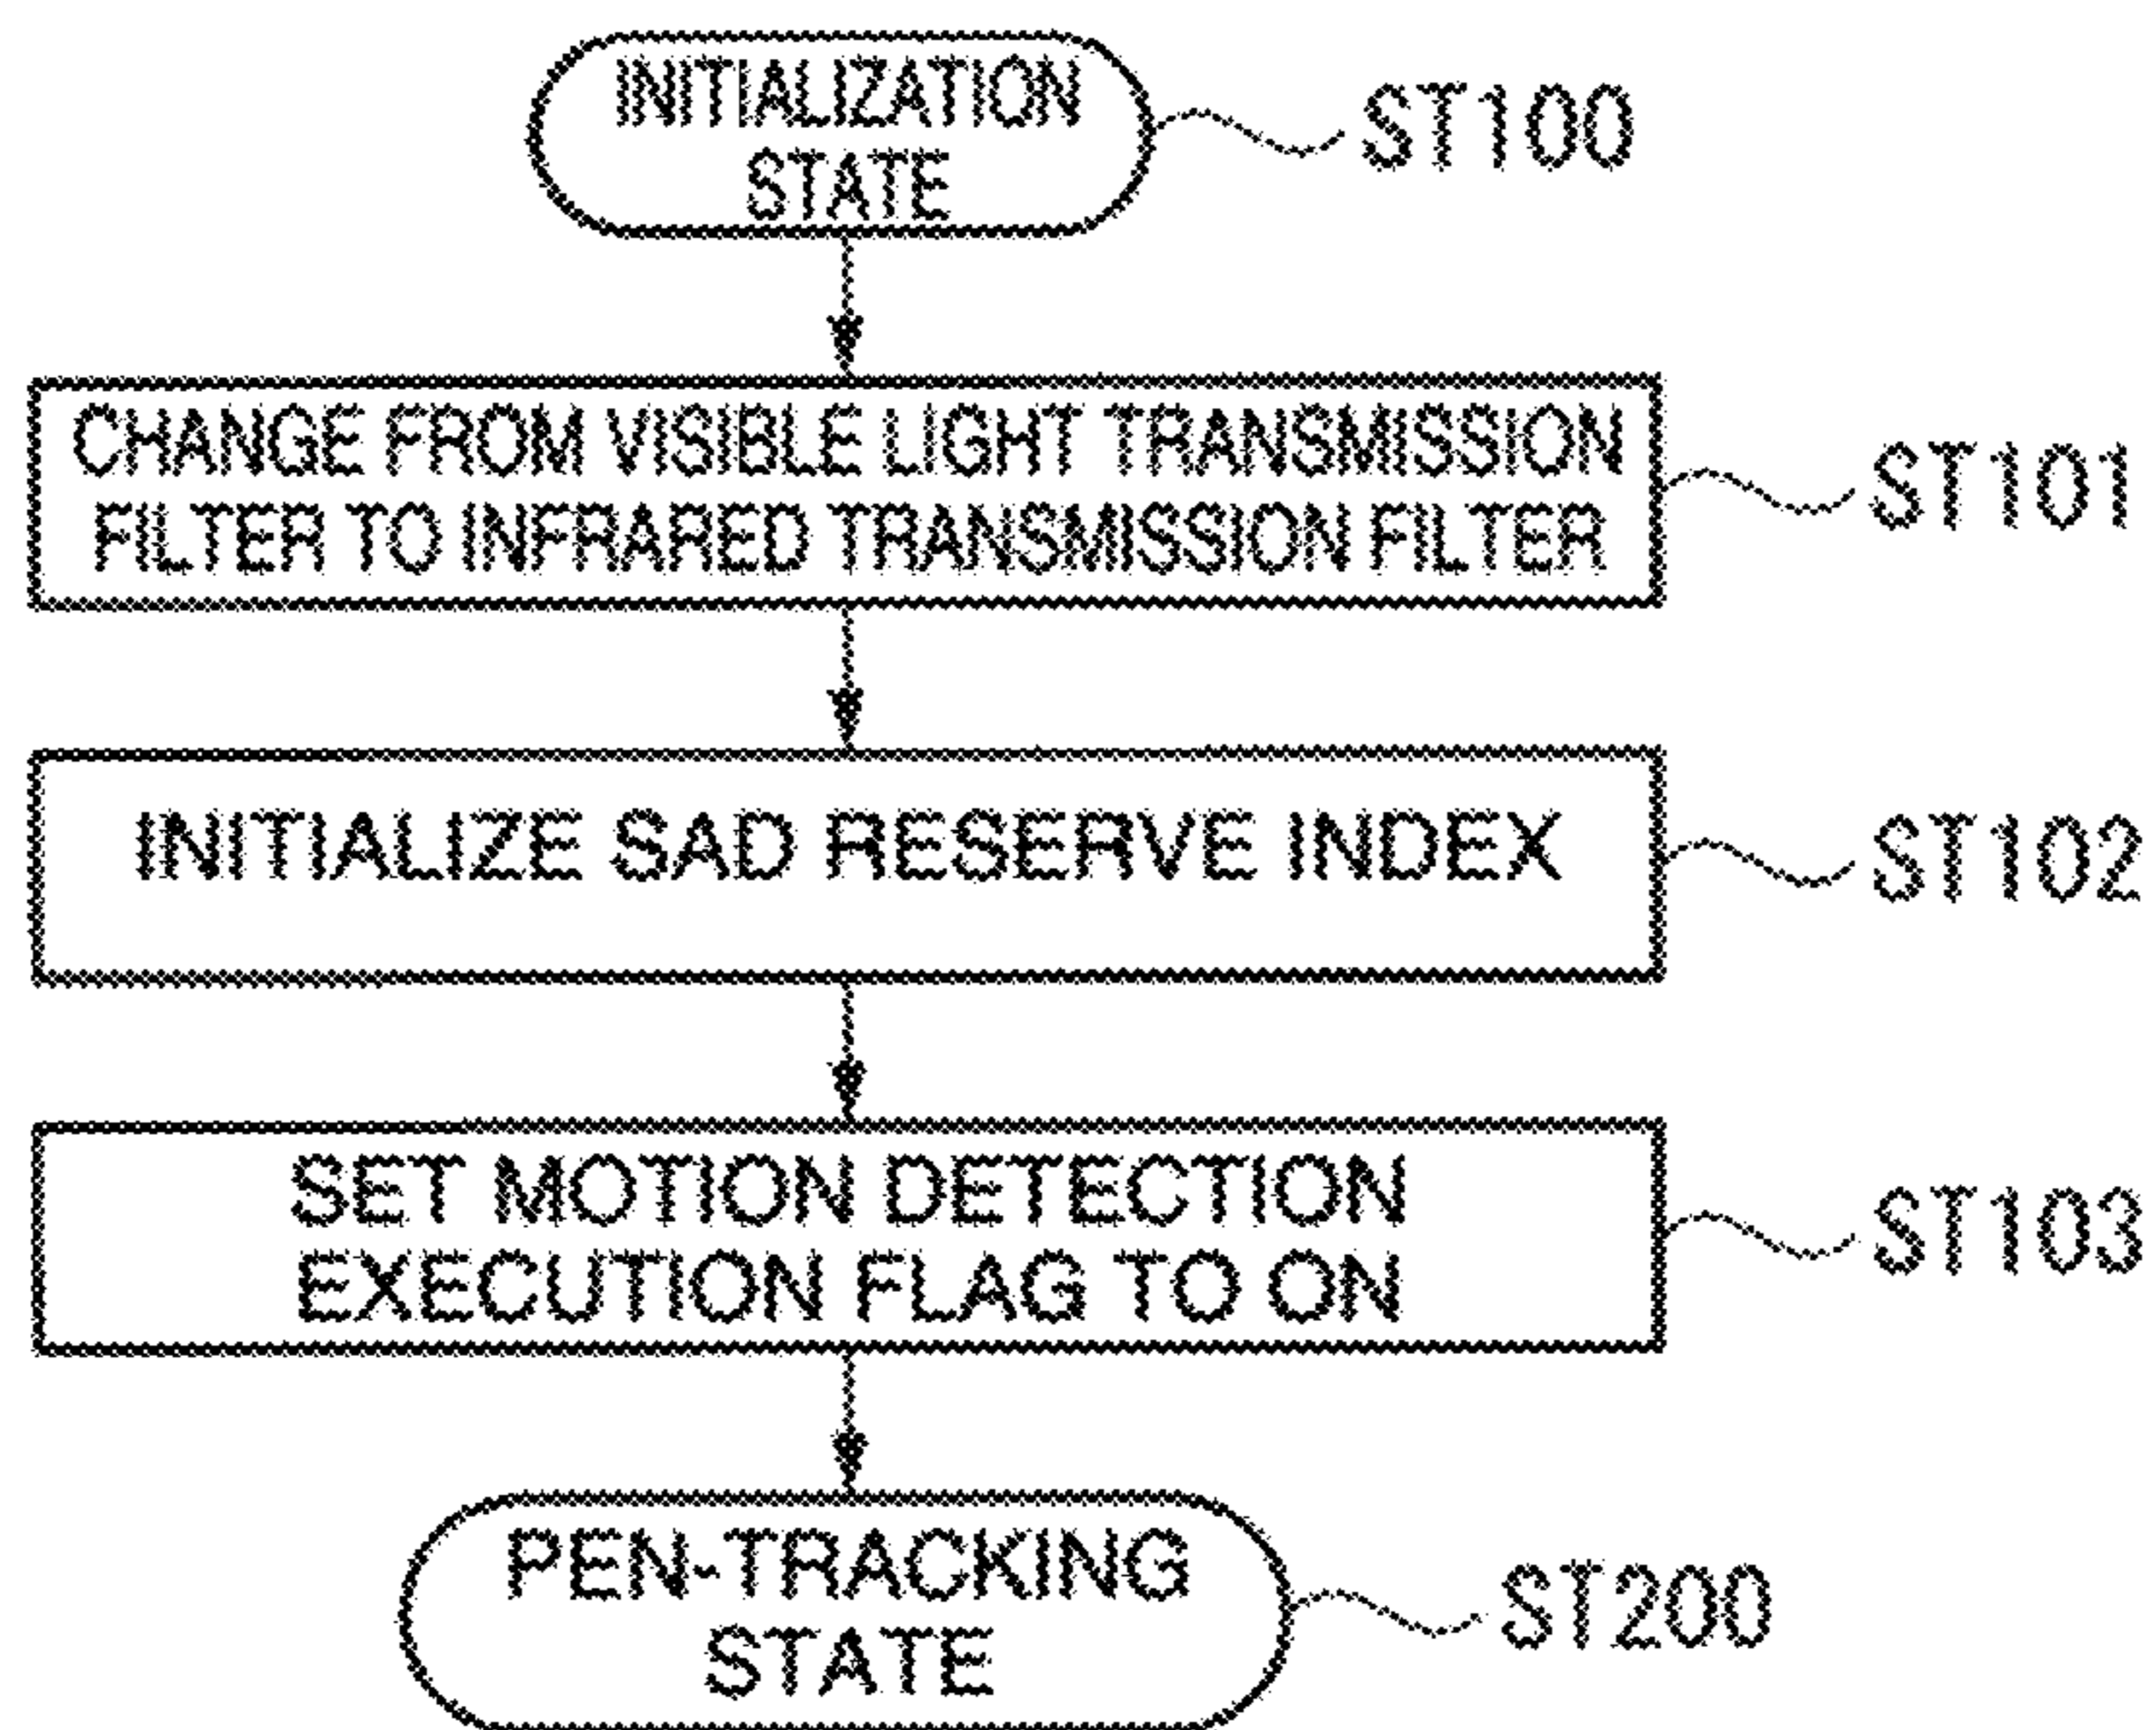 INITIALIZATION
STATE
ST100
CHANGE FROM VISIBLE LIGHT TRANSMISSION
FILTER TO INFRARED TRANSMISSION FILTER
ST101
INITIALIZE SAD RESERVE INDEX
ST102
SET MOTION DETECTION
EXECUTION FLAG TO ON
ST103
PEN-TRACKING
STATE
ST200